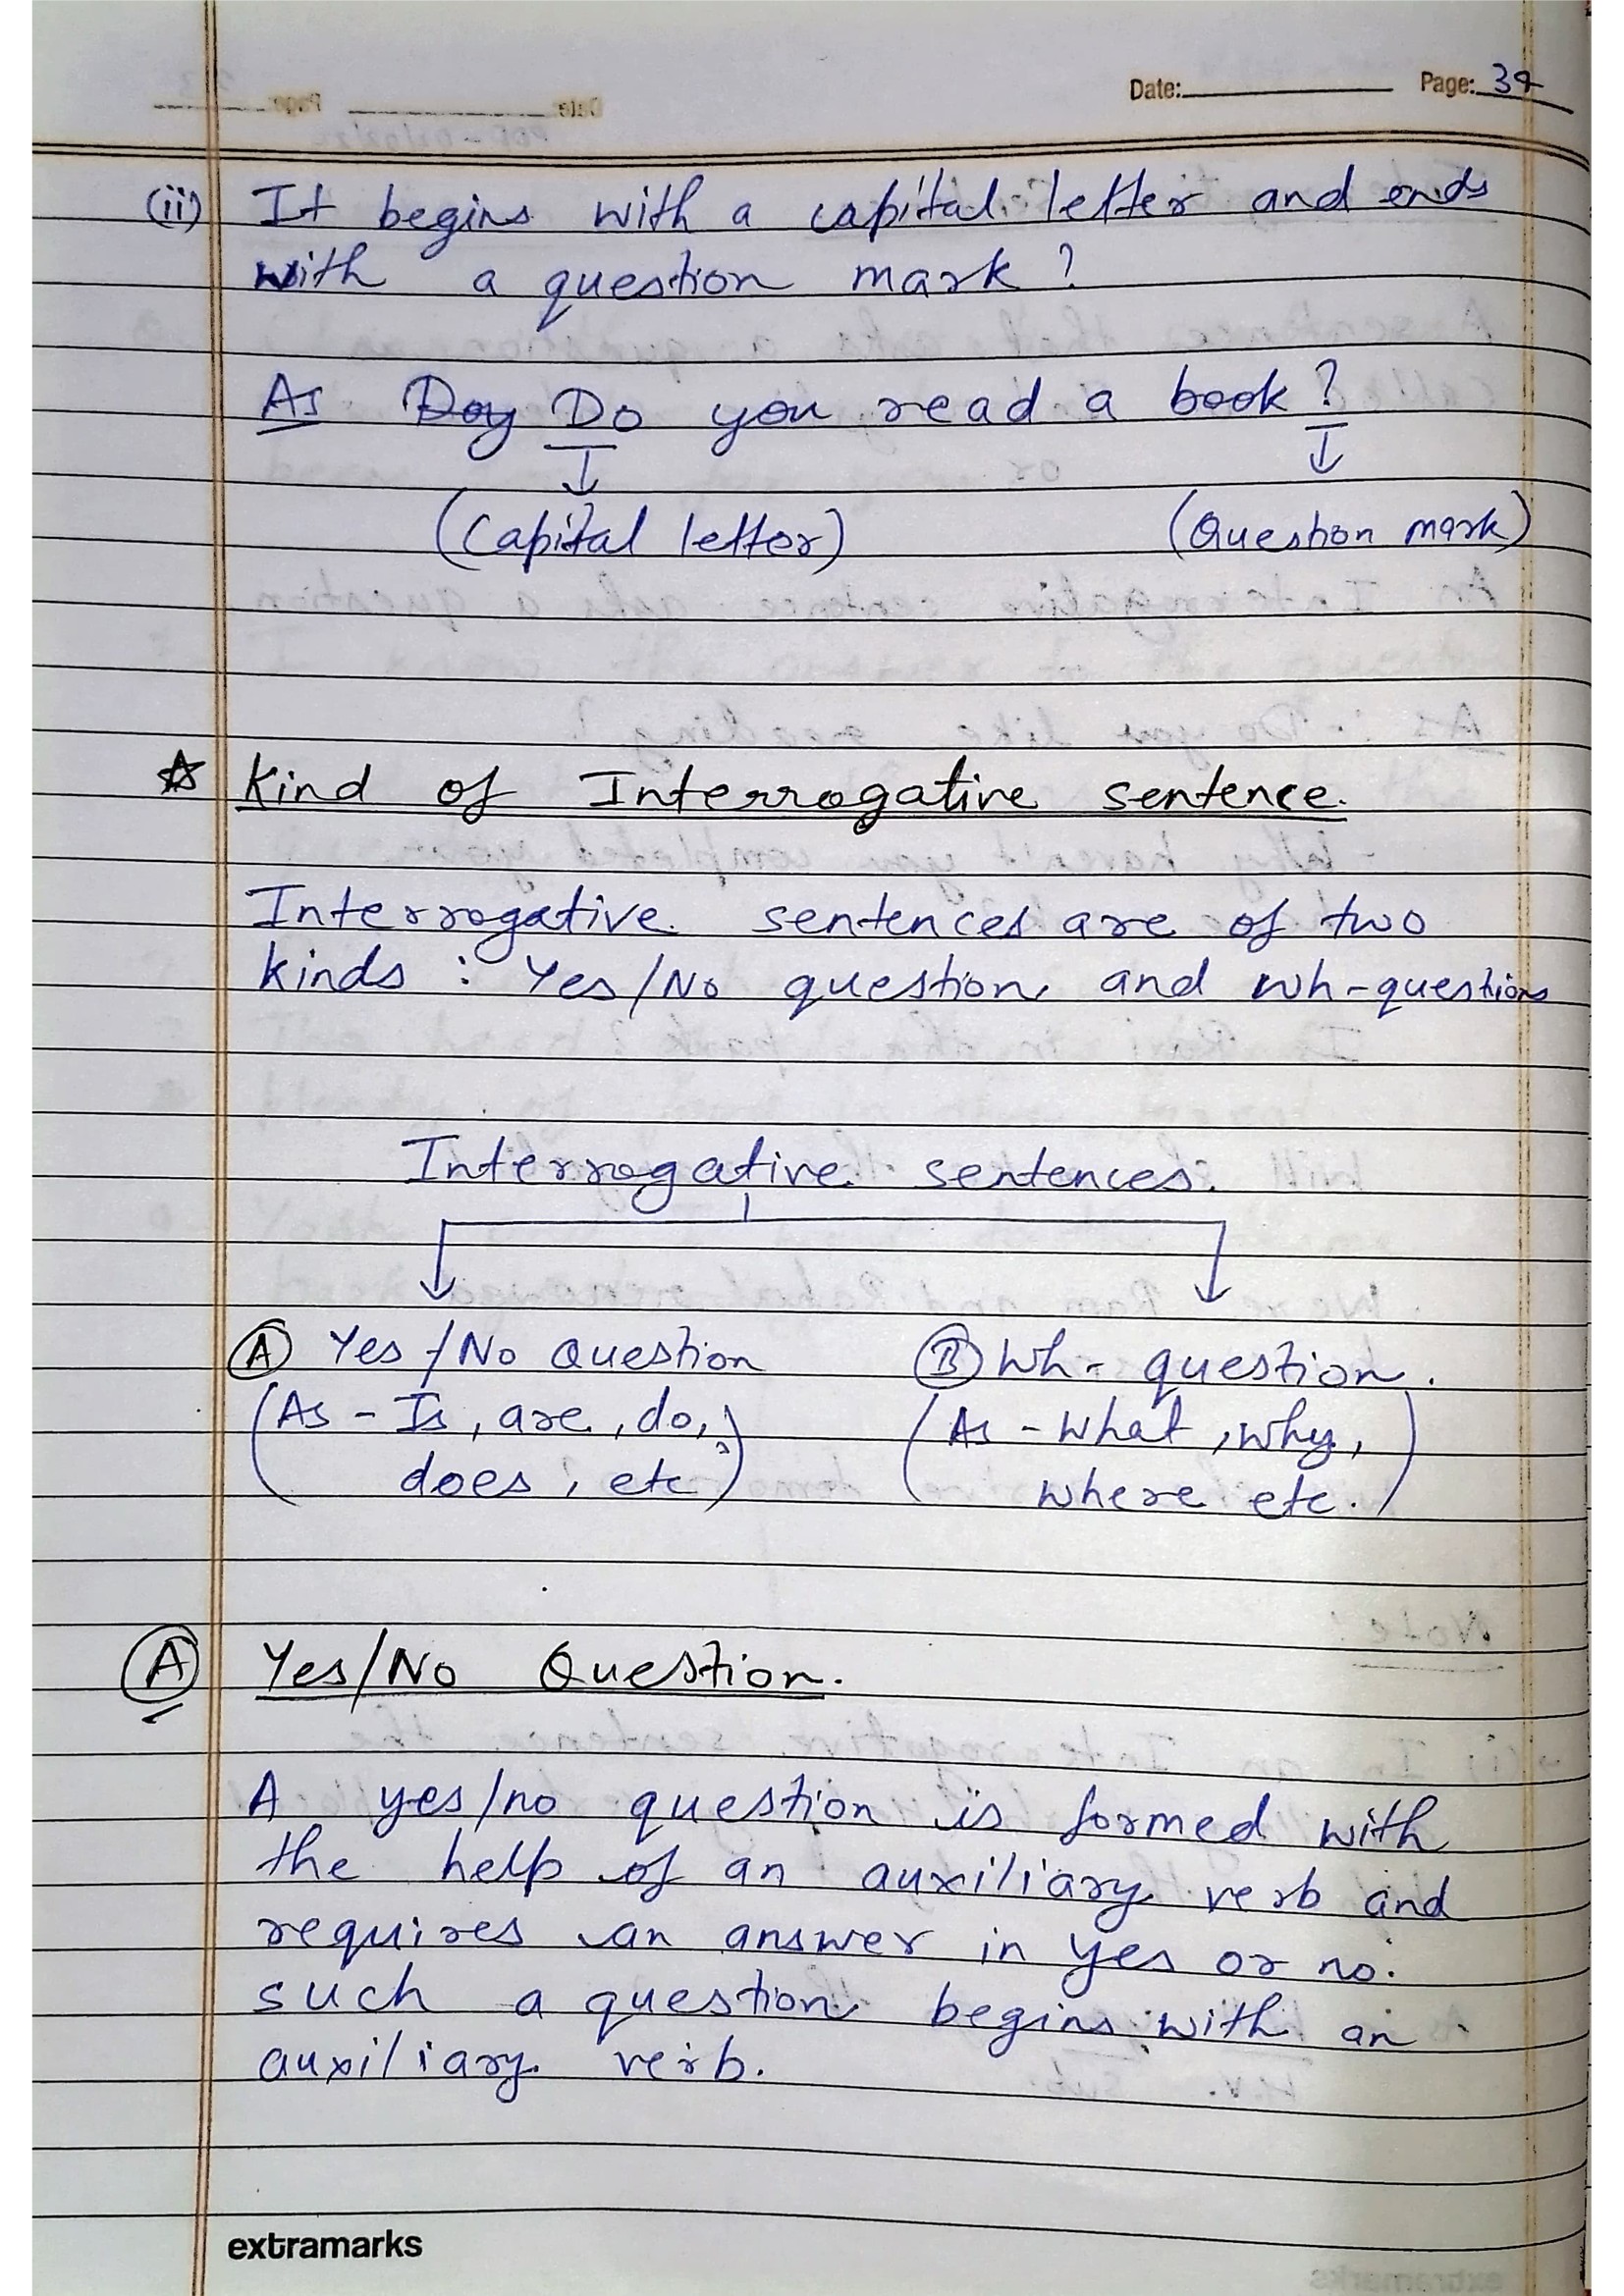 Date: Page: 34
(ii) It begins with a capital letter and ends
with a question mark ?
As Doy Do you read a book ?
(Capital letter) (Question mark)
☆ Kind of Interrogative sentence.
Interrogative sentences are of two
kinds : Yes/No question and wh-questions
Interrogative sentences.
Ⓐ Yes/No Question Ⓑ Wh- question.
(As - Is, are, do, (As - What, why,
does, etc.) where etc.)
Ⓐ Yes/No Question.
A yes/no question is formed with
the help of an auxiliary verb and
requires an answer in yes or no.
such a question begins with an
auxiliary verb.
extramarks